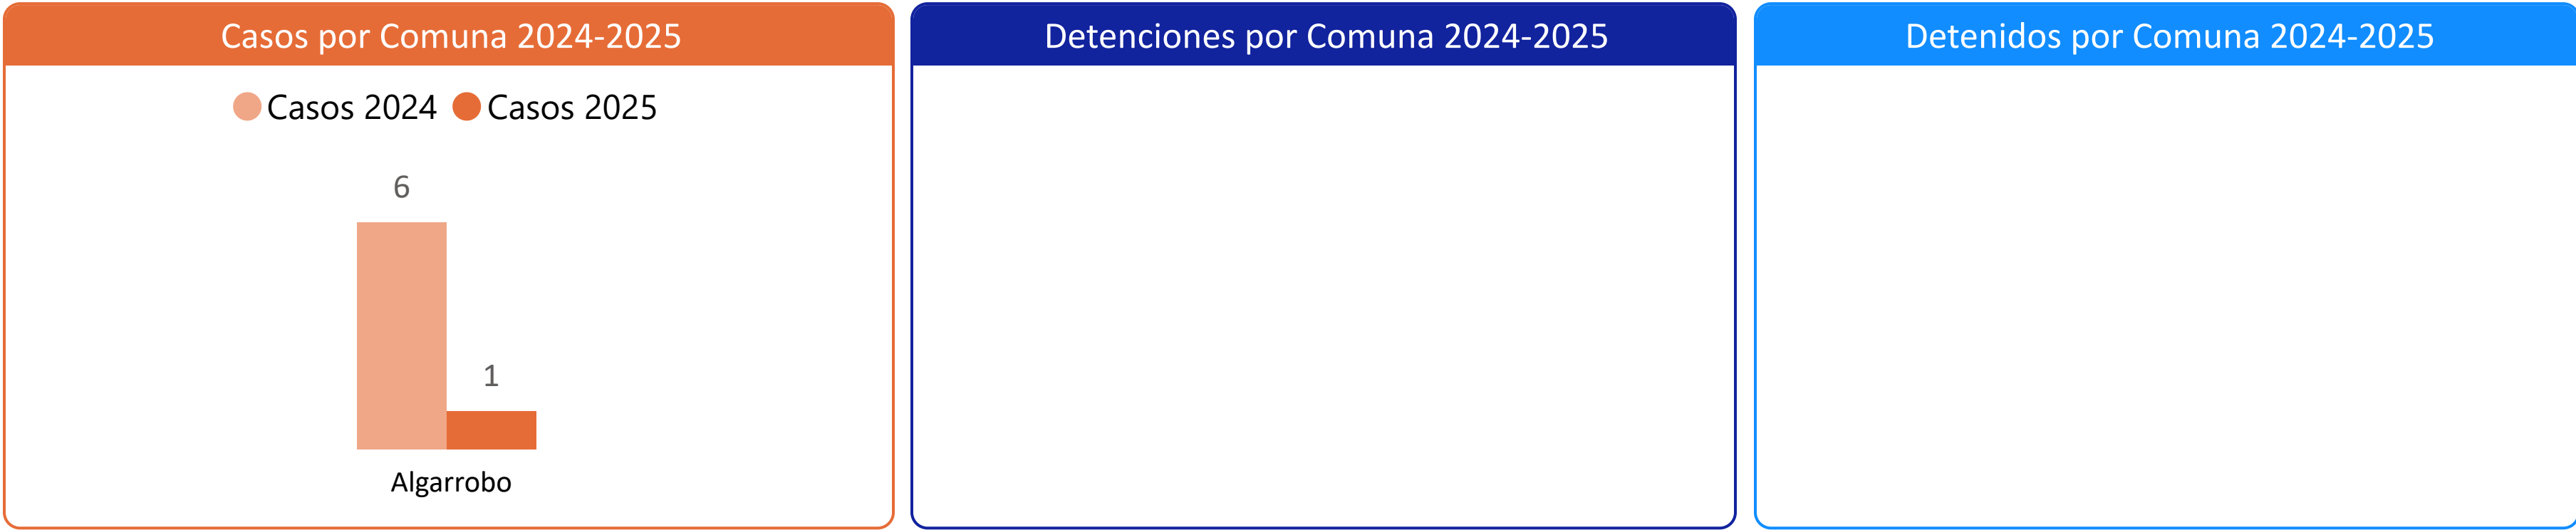 Casos por Comuna 2024-2025
Casos 2024 Casos 2025
6
1
Algarrobo
Detenciones por Comuna 2024-2025
Detenidos por Comuna 2024-2025